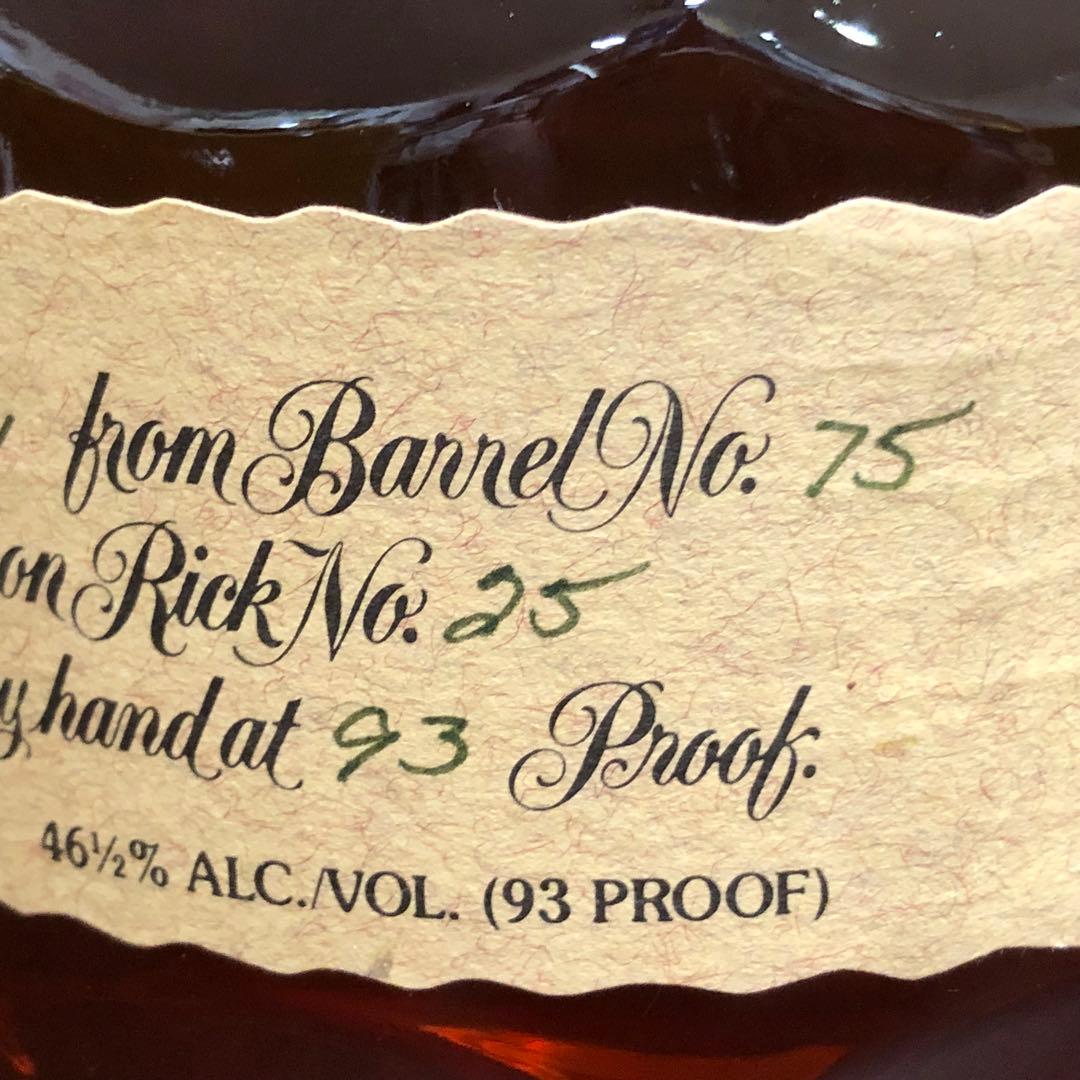 from Barrel No. 75
on Rick No. 25
hand at 93 Proof.
46½% ALC./VOL. (93 PROOF)